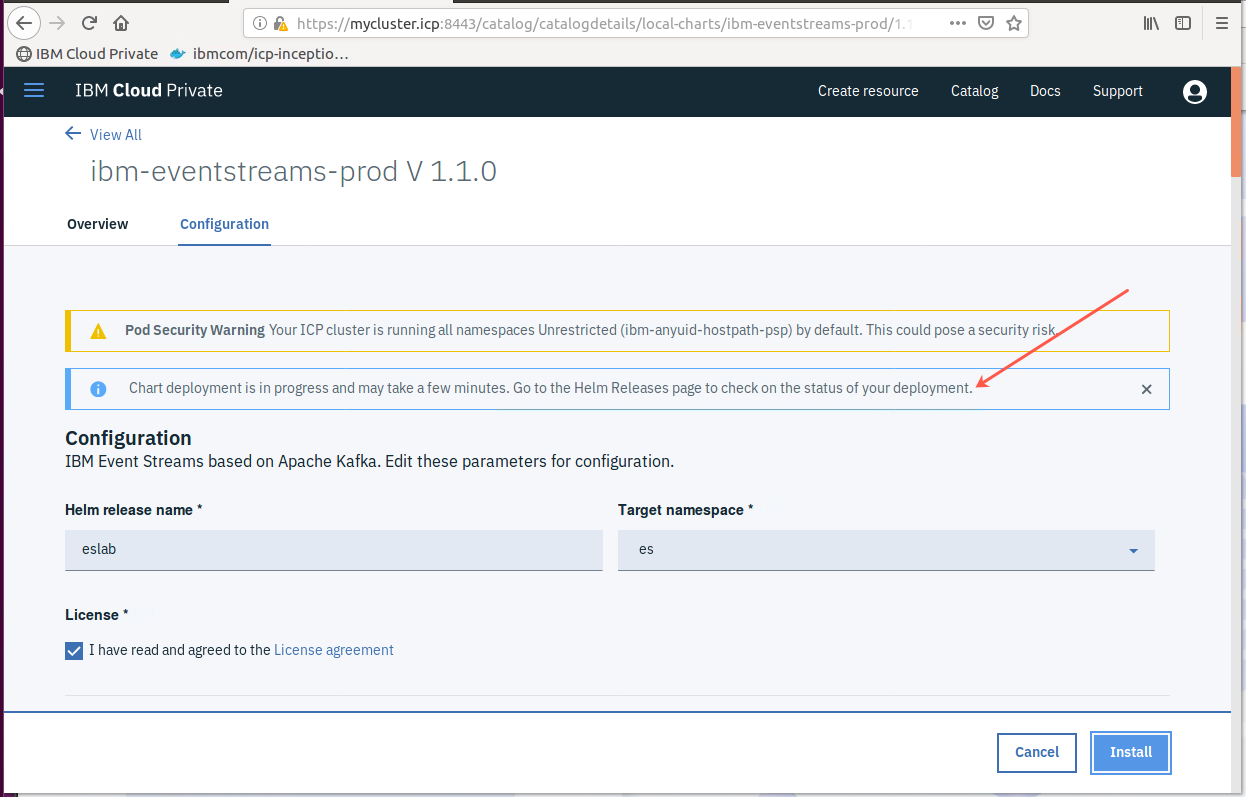 https://mycluster.icp:8443/catalog/catalogdetails/local-charts/ibm-eventstreams-prod/1.1
IBM Cloud Private ibmcom/icp-inceptio…
IBM Cloud Private Create resource Catalog Docs Support
View All
ibm-eventstreams-prod V 1.1.0
Overview Configuration
Pod Security Warning Your ICP cluster is running all namespaces Unrestricted (ibm-anyuid-hostpath-psp) by default. This could pose a security risk.
Chart deployment is in progress and may take a few minutes. Go to the Helm Releases page to check on the status of your deployment.
Configuration
IBM Event Streams based on Apache Kafka. Edit these parameters for configuration.
Helm release name * Target namespace *
eslab es
License *
I have read and agreed to the License agreement
Cancel Install